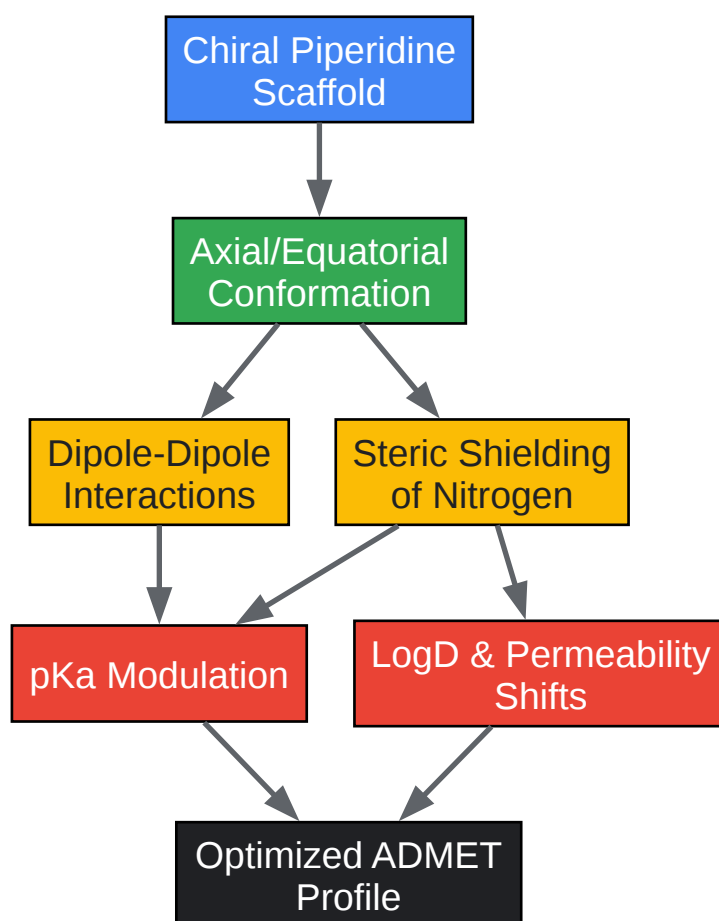 Chiral Piperidine
Scaffold
Axial/Equatorial
Conformation
Dipole-Dipole
Interactions
Steric Shielding
of Nitrogen
pKa Modulation
LogD & Permeability
Shifts
Optimized ADMET
Profile